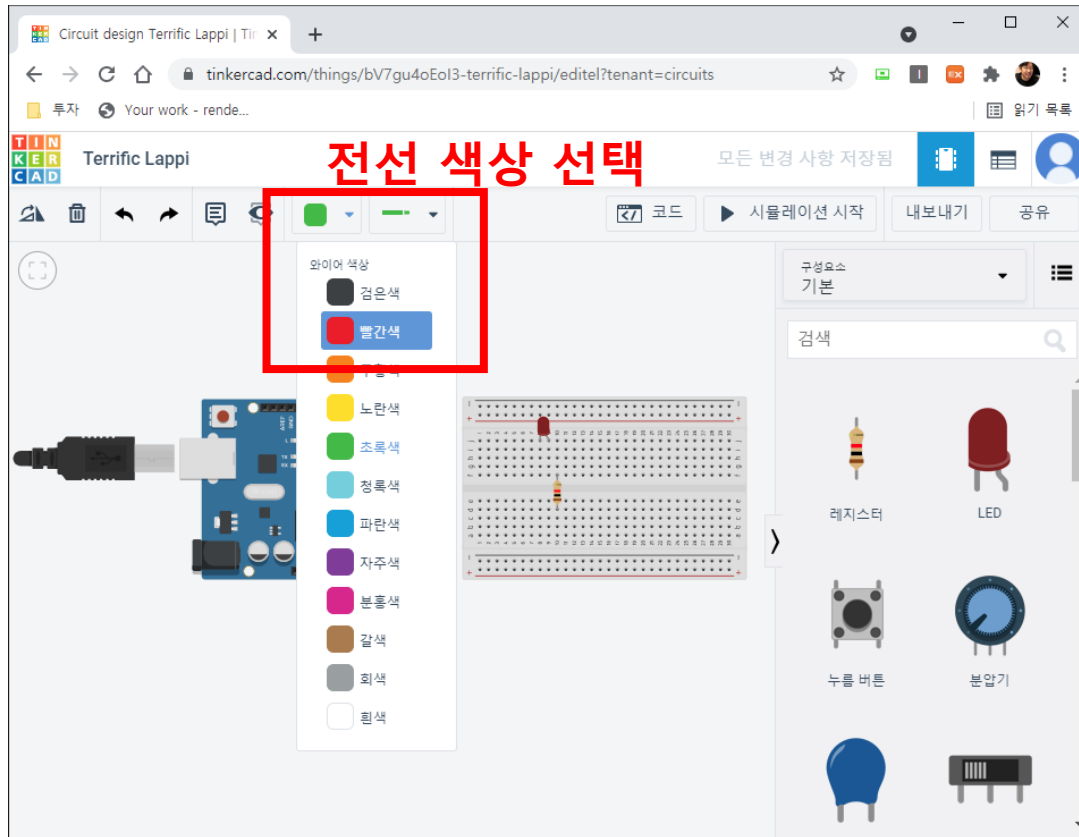 Circuit design Terrific Lappi | Tin
tinkercad.com/things/bV7gu4oEoI3-terrific-lappi/editel?tenant=circuits
투자
Your work - rende...
읽기 목록
TIN
KER
CAD
Terrific Lappi
전선 색상 선택
모든 변경 사항 저장됨
코드
시뮬레이션 시작
내보내기
공유
와이어 색상
검은색
빨간색
주황색
노란색
초록색
청록색
파란색
자주색
분홍색
갈색
회색
흰색
구성요소
기본
검색
레지스터
LED
누름 버튼
분압기